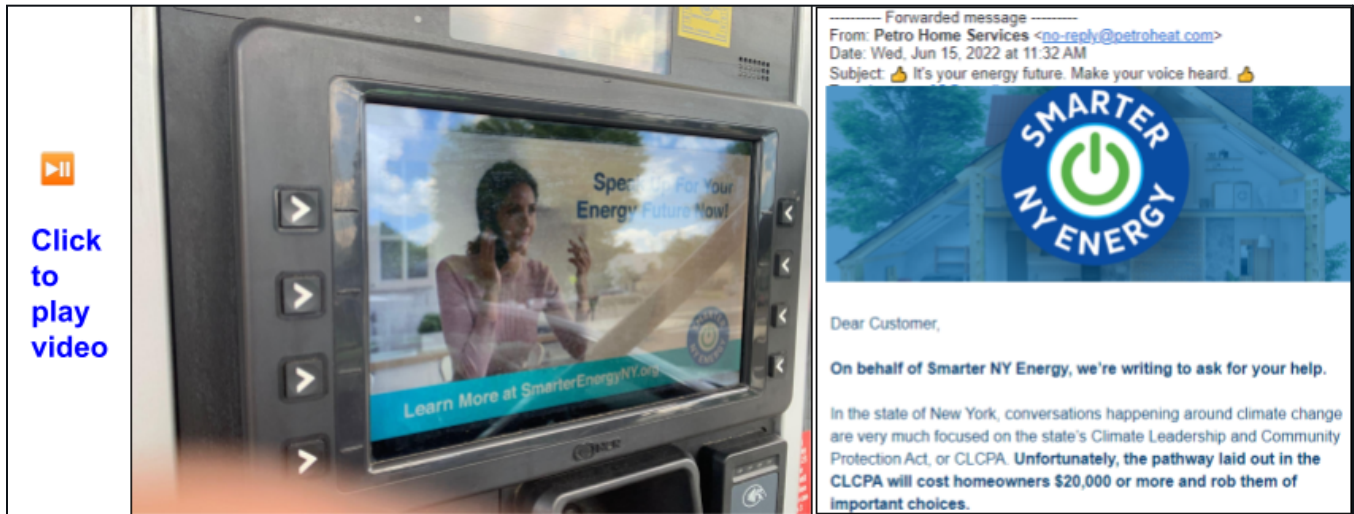 Click
to
play
video
Speak Up For Your
Energy Future Now!
SMARTER
NY ENERGY
Learn More at SmarterEnergyNY.org
---------- Forwarded message ---------
From: Petro Home Services <no-reply@petroheat.com>
Date: Wed, Jun 15, 2022 at 11:32 AM
Subject: 👍 It's your energy future. Make your voice heard. 👍
SMARTER
NY ENERGY
Dear Customer,
On behalf of Smarter NY Energy, we're writing to ask for your help.
In the state of New York, conversations happening around climate change
are very much focused on the state's Climate Leadership and Community
Protection Act, or CLCPA. Unfortunately, the pathway laid out in the
CLCPA will cost homeowners $20,000 or more and rob them of
important choices.